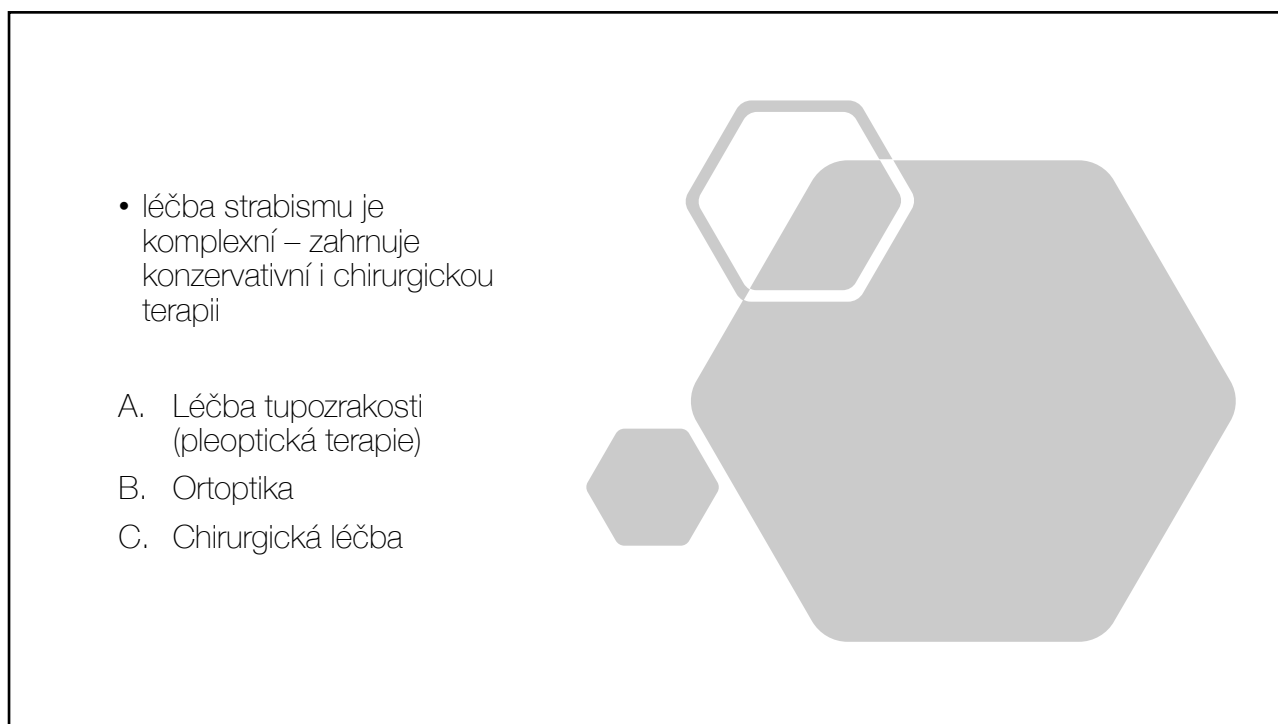 • léčba strabismu je
komplexní – zahrnuje
konzervativní i chirurgickou
terapii
A. Léčba tupozrakosti
(pleoptická terapie)
B. Ortoptika
C. Chirurgická léčba